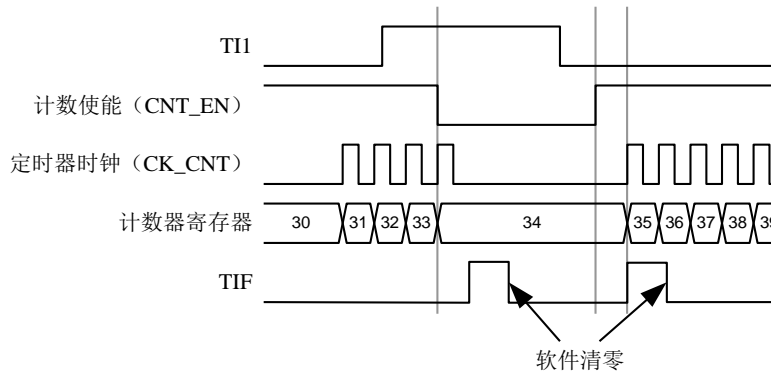 TI1
计数使能（CNT_EN）
定时器时钟（CK_CNT）
计数器寄存器 30 31 32 33 34 35 36 37 38 39
TIF
软件清零